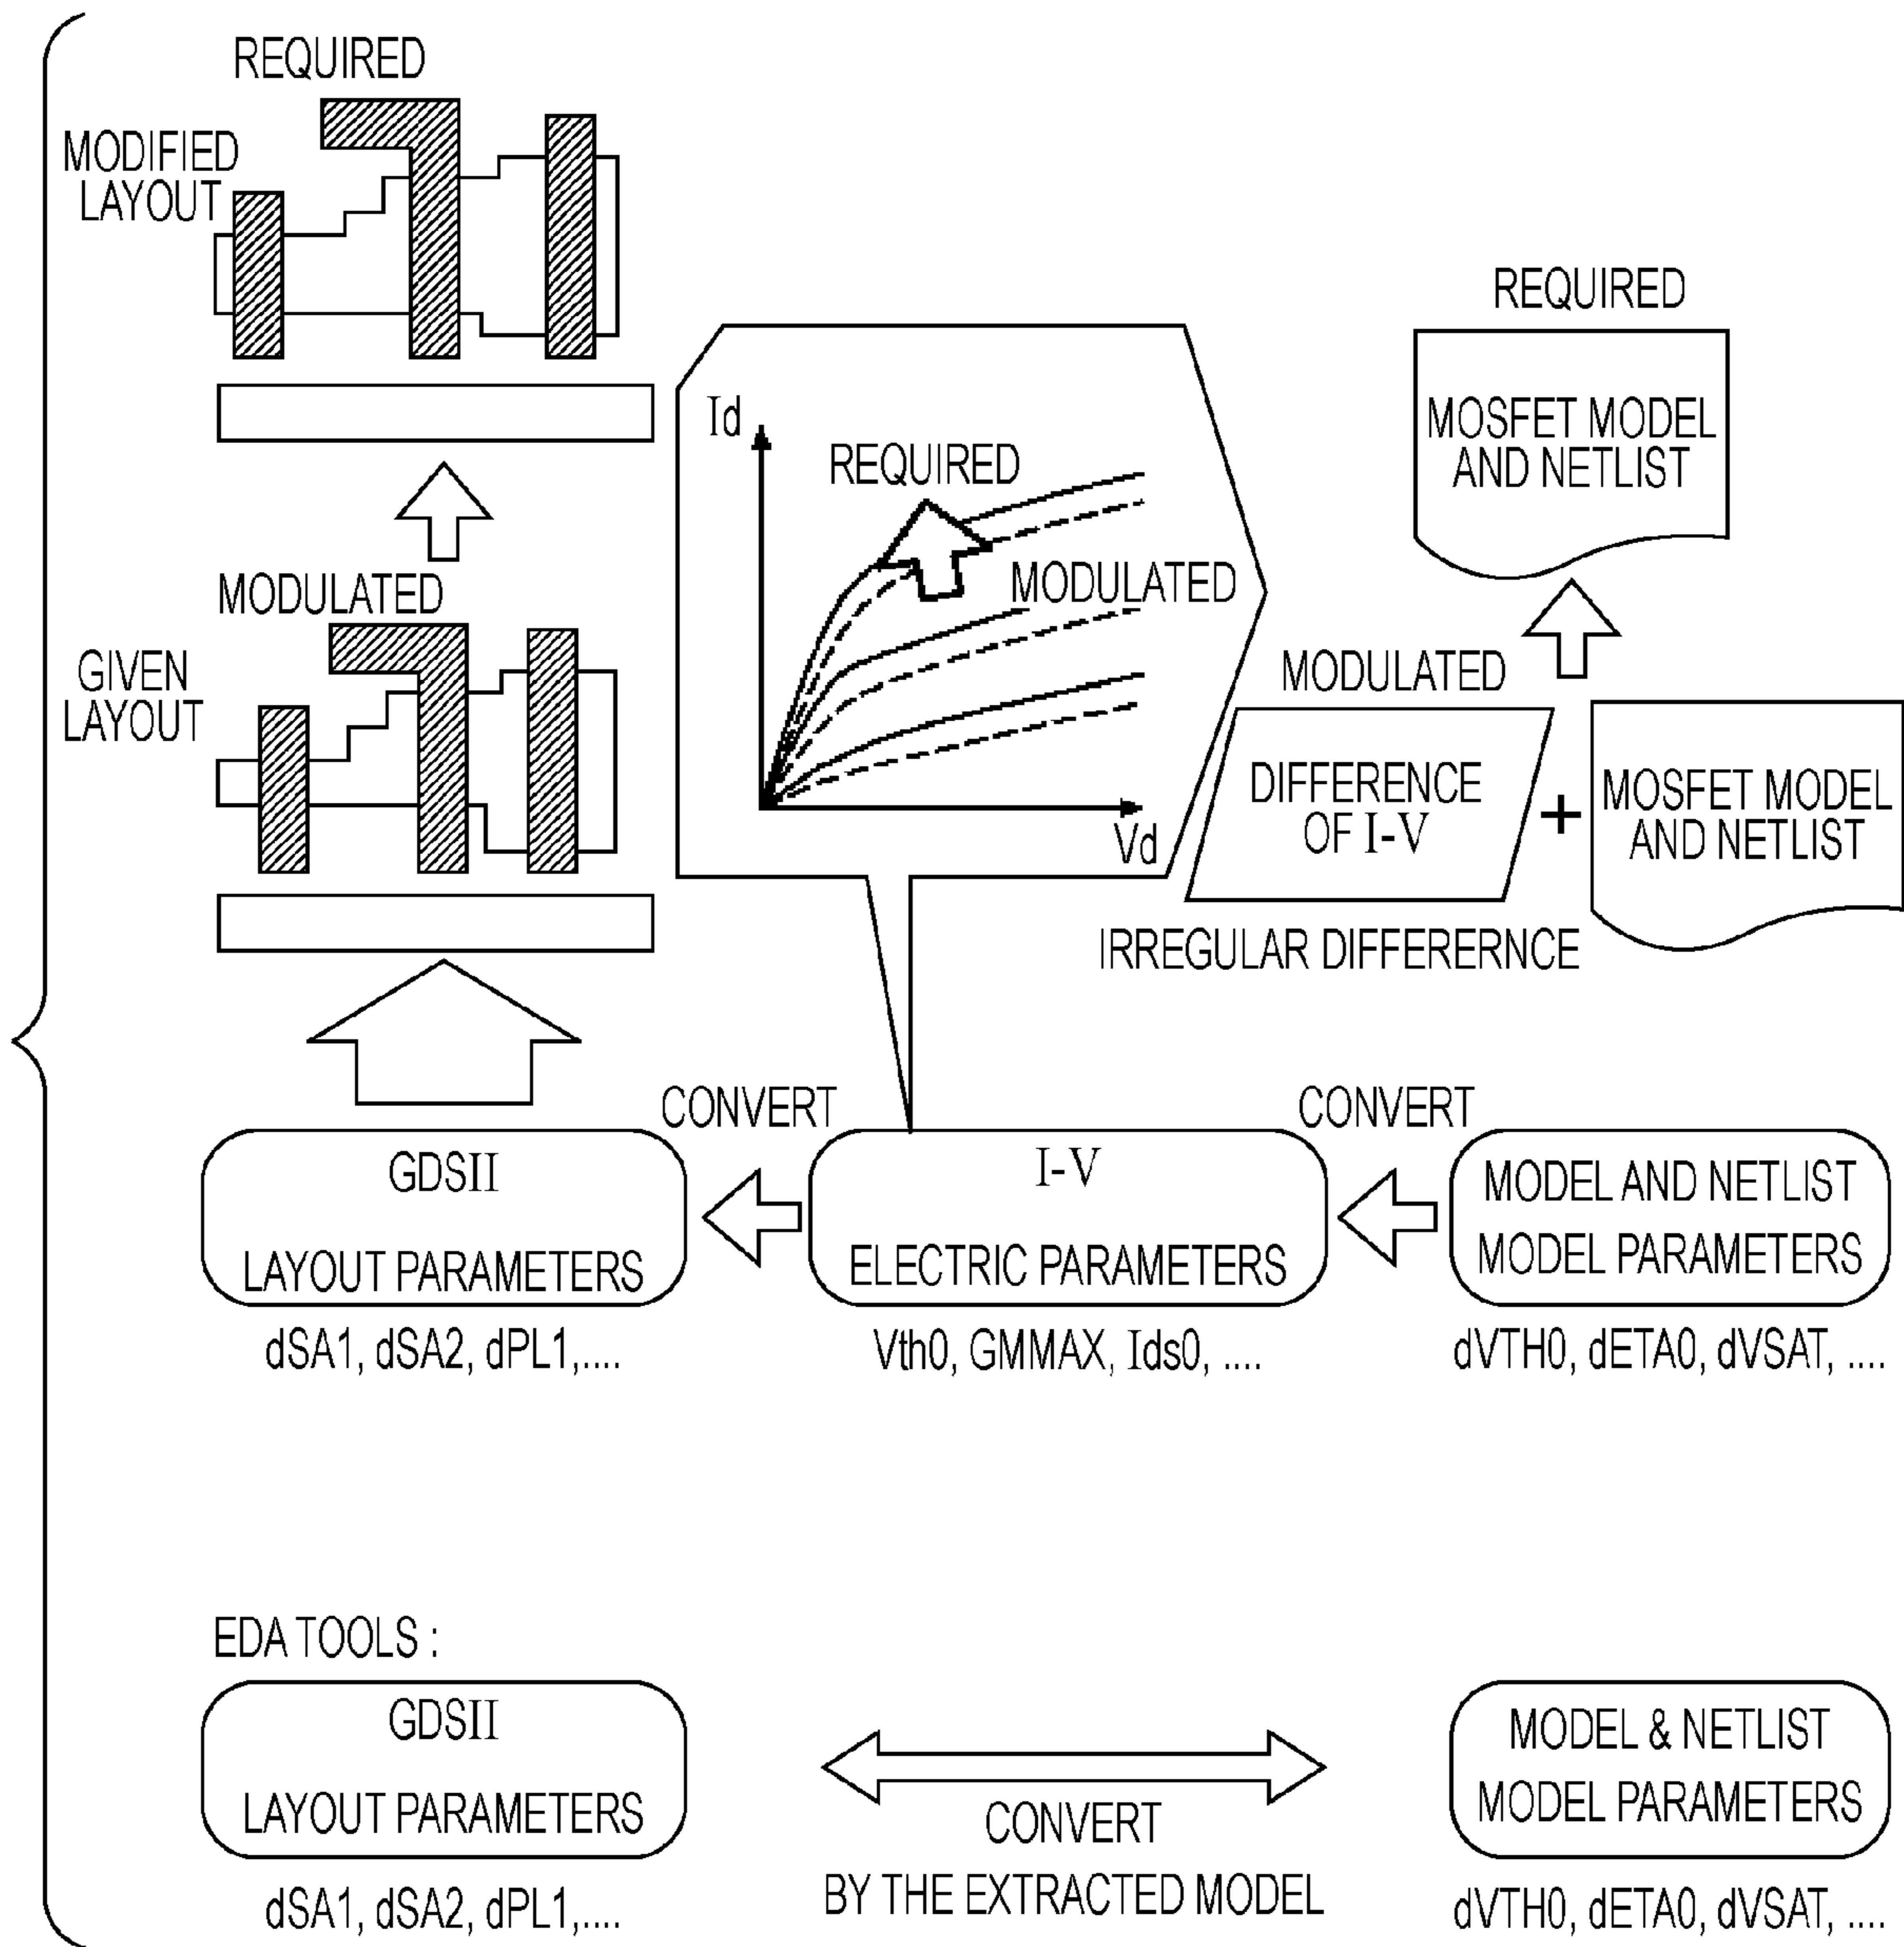 REQUIRED
MODIFIED
LAYOUT
MODULATED
GIVEN
LAYOUT
Id
REQUIRED
MODULATED
Vd
REQUIRED
MOSFET MODEL
AND NETLIST
MODULATED
DIFFERENCE
OF I-V
+
MOSFET MODEL
AND NETLIST
IRREGULAR DIFFERERNCE
CONVERT
CONVERT
GDSII
LAYOUT PARAMETERS
I-V
ELECTRIC PARAMETERS
MODEL AND NETLIST
MODEL PARAMETERS
dSA1, dSA2, dPL1,....
Vth0, GMMAX, Ids0, ....
dVTH0, dETA0, dVSAT, ....
EDA TOOLS :
GDSII
LAYOUT PARAMETERS
CONVERT
BY THE EXTRACTED MODEL
MODEL & NETLIST
MODEL PARAMETERS
dSA1, dSA2, dPL1,....
dVTH0, dETA0, dVSAT, ....